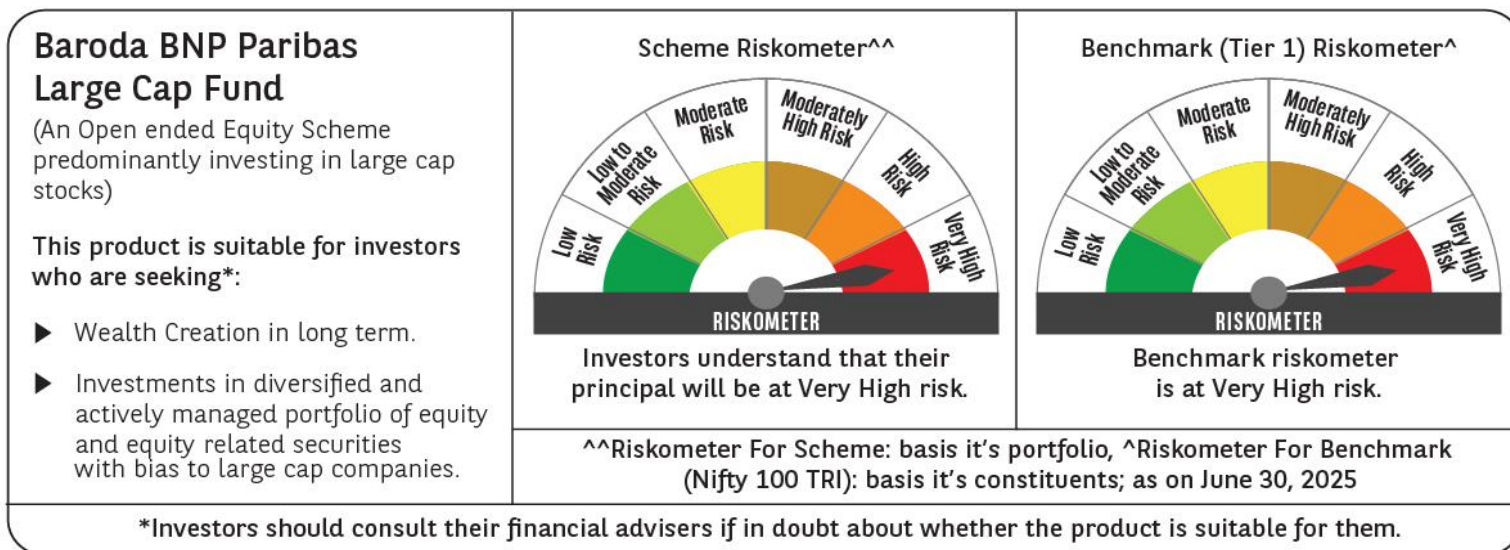 Baroda BNP Paribas
Large Cap Fund
(An Open ended Equity Scheme
predominantly investing in large cap
stocks)
This product is suitable for investors
who are seeking*:
▶ Wealth Creation in long term.
▶ Investments in diversified and
actively managed portfolio of equity
and equity related securities
with bias to large cap companies.
Scheme Riskometer^^
Low
Risk
Low to
Moderate
Risk
Moderate
Risk
Moderately
High Risk
High
Risk
Very High
Risk
RISKOMETER
Investors understand that their
principal will be at Very High risk.
Benchmark (Tier 1) Riskometer^
Low
Risk
Low to
Moderate
Risk
Moderate
Risk
Moderately
High Risk
High
Risk
Very High
Risk
RISKOMETER
Benchmark riskometer
is at Very High risk.
^^Riskometer For Scheme: basis it's portfolio, ^Riskometer For Benchmark
(Nifty 100 TRI): basis it's constituents; as on June 30, 2025
*Investors should consult their financial advisers if in doubt about whether the product is suitable for them.